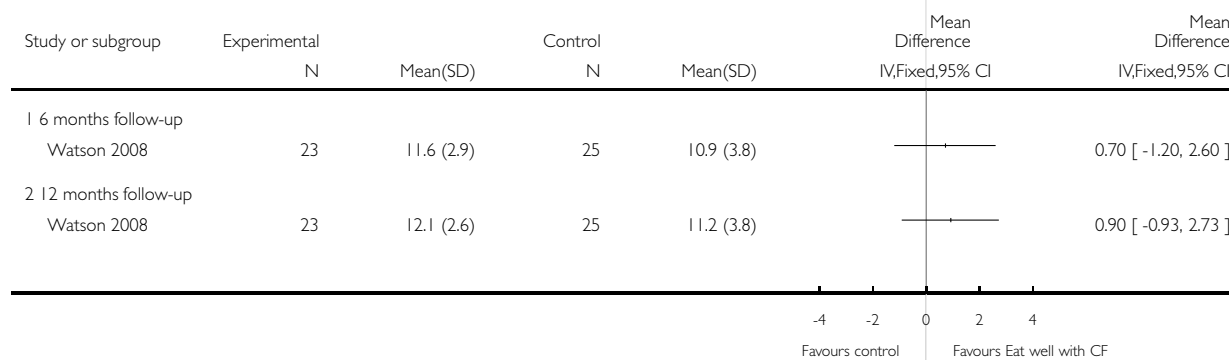 Mean Mean
Study or subgroup Experimental Control Difference Difference
N Mean(SD) N Mean(SD) IV,Fixed,95% CI IV,Fixed,95% CI
1 6 months follow-up
Watson 2008 23 11.6 (2.9) 25 10.9 (3.8) 0.70 [ -1.20, 2.60 ]
2 12 months follow-up
Watson 2008 23 12.1 (2.6) 25 11.2 (3.8) 0.90 [ -0.93, 2.73 ]
-4 -2 0 2 4
Favours control Favours Eat well with CF